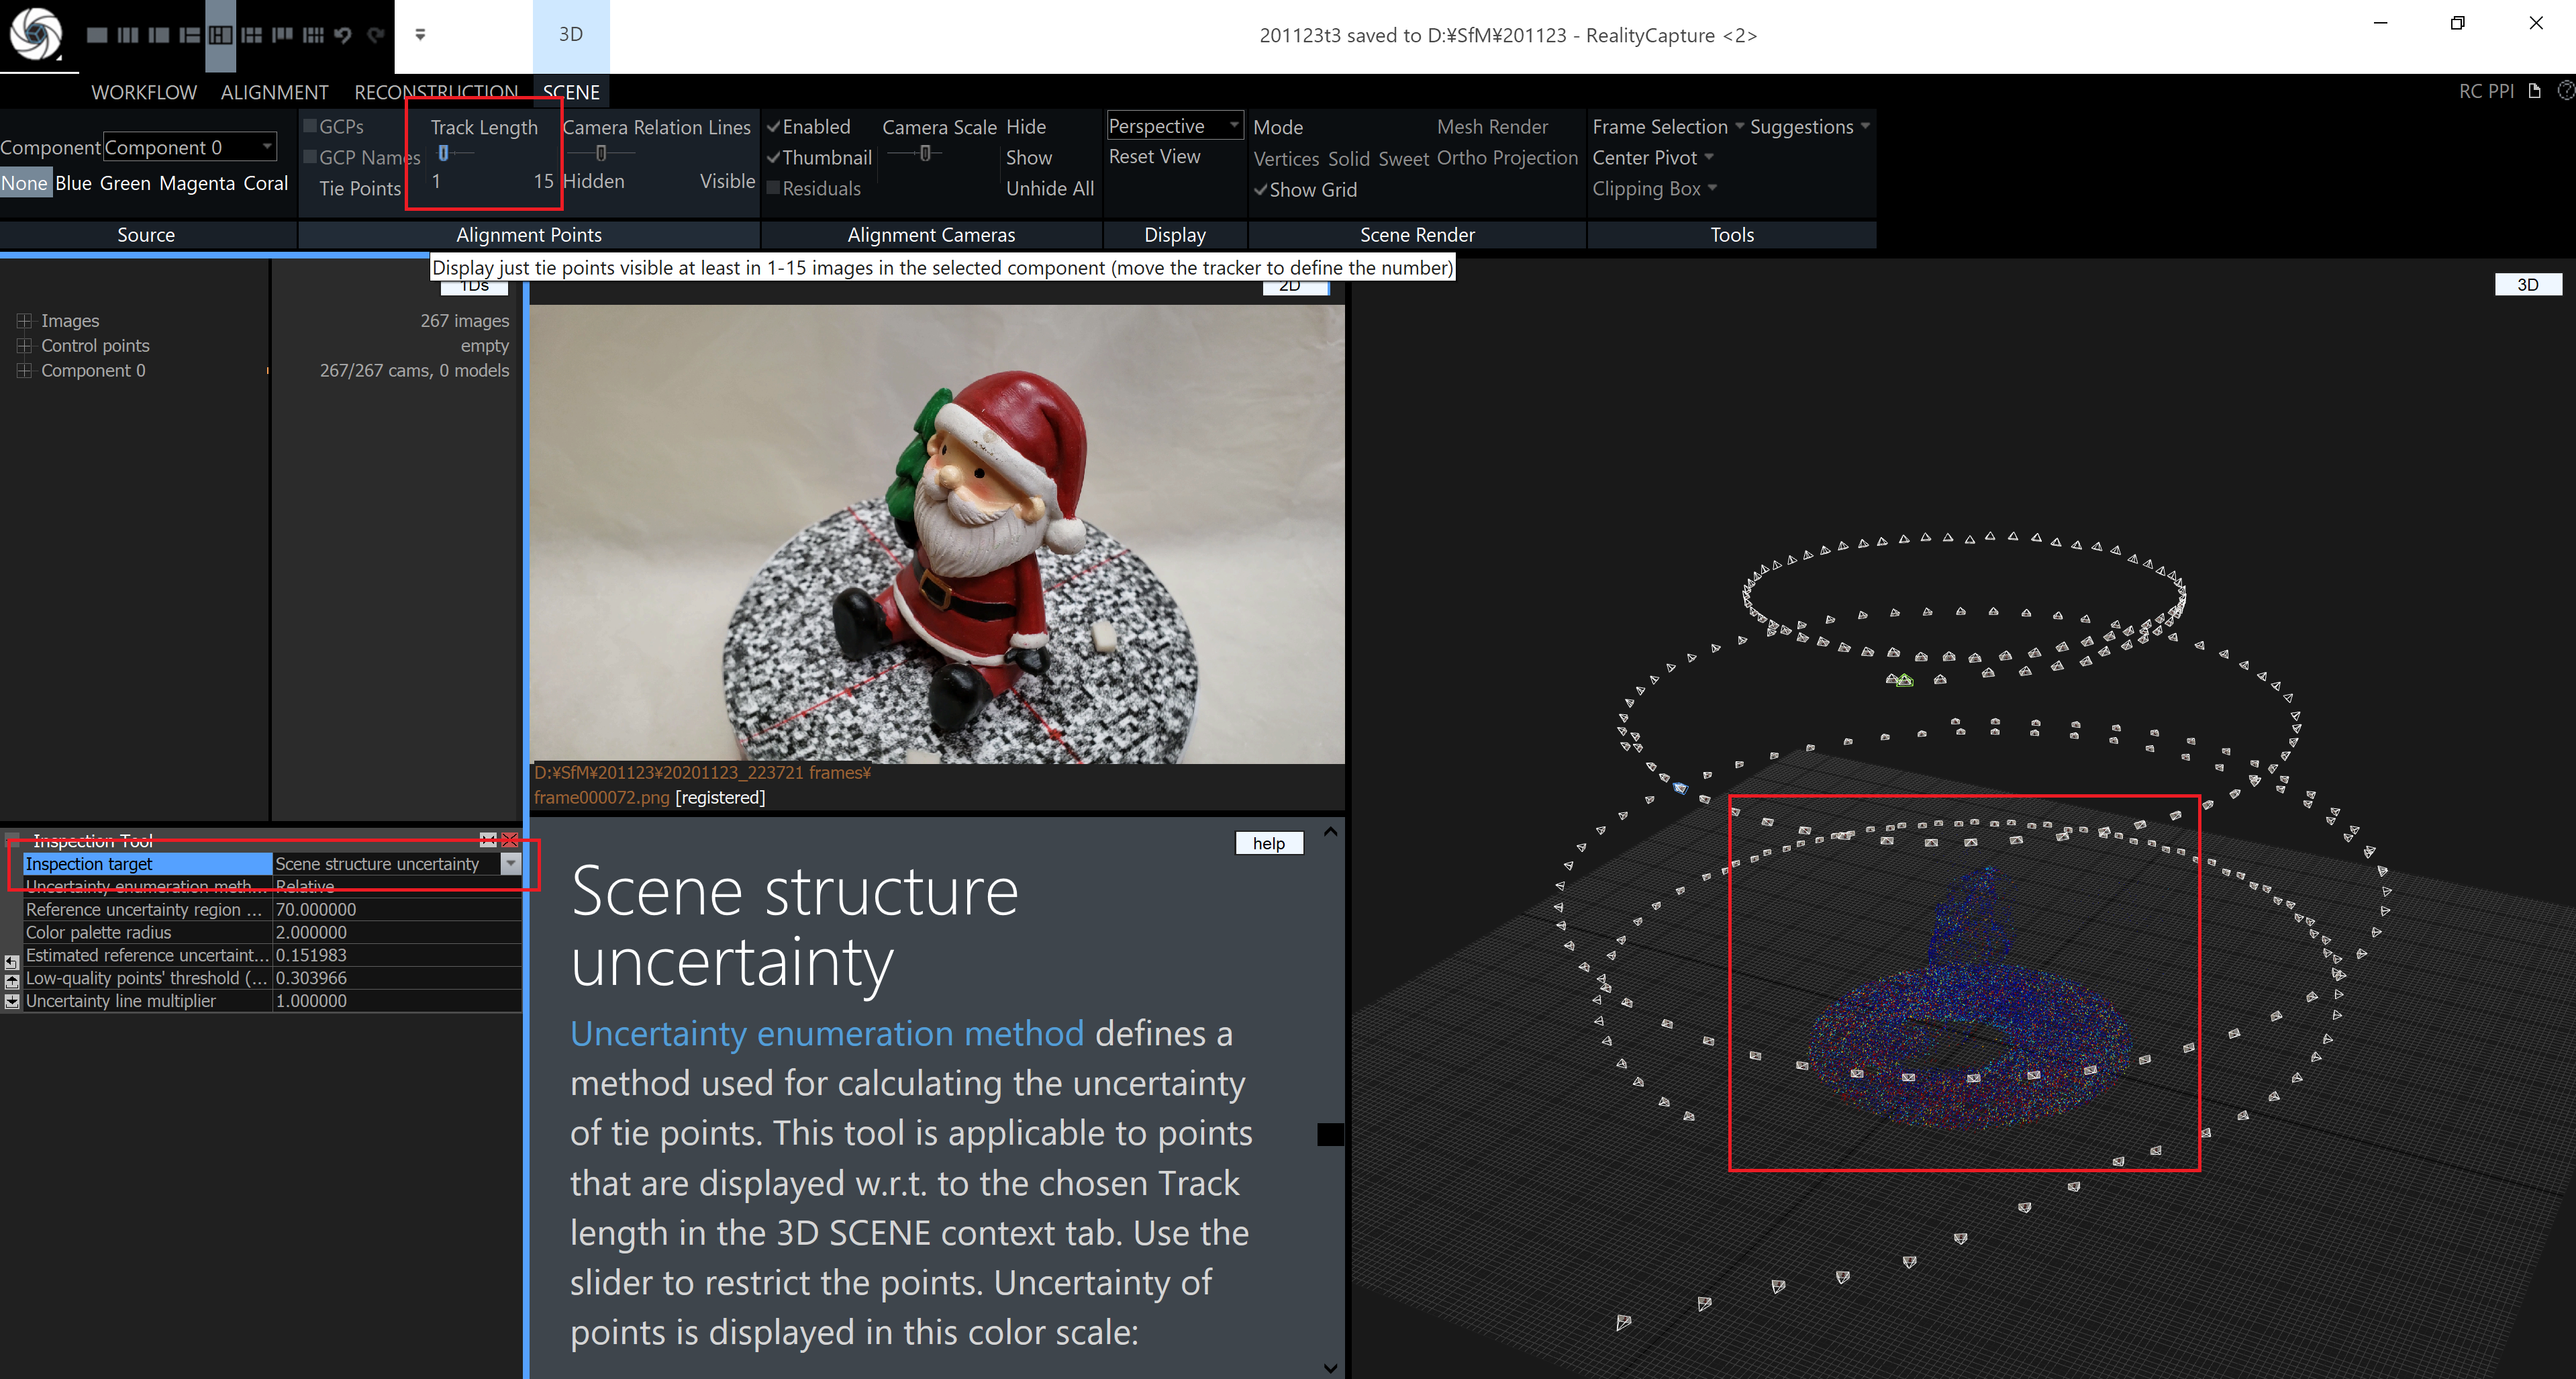 3D
201123t3 saved to D:¥SfM¥201123 - RealityCapture <2>
WORKFLOW ALIGNMENT RECONSTRUCTION SCENE
RC PPI
Component Component 0
None Blue Green Magenta Coral
Source
GCPs
GCP Names
Tie Points
Track Length
1 15
Camera Relation Lines
Hidden Visible
Alignment Points
Enabled
Thumbnail
Residuals
Camera Scale
Hide
Show
Unhide All
Alignment Cameras
Perspective
Reset View
Display
Mode
Vertices Solid Sweet
Show Grid
Mesh Render
Ortho Projection
Scene Render
Frame Selection Suggestions
Center Pivot
Clipping Box
Tools
Display just tie points visible at least in 1-15 images in the selected component (move the tracker to define the number)
1Ds
2D
3D
Images 267 images
Control points empty
Component 0 267/267 cams, 0 models
D:¥SfM¥201123¥20201123_223721 frames¥
frame000072.png [registered]
Inspection Tool
Inspection target Scene structure uncertainty
Uncertainty enumeration meth... Relative
Reference uncertainty region ... 70.000000
Color palette radius 2.000000
Estimated reference uncertaint... 0.151983
Low-quality points' threshold (... 0.303966
Uncertainty line multiplier 1.000000
help
Scene structure
uncertainty
Uncertainty enumeration method defines a
method used for calculating the uncertainty
of tie points. This tool is applicable to points
that are displayed w.r.t. to the chosen Track
length in the 3D SCENE context tab. Use the
slider to restrict the points. Uncertainty of
points is displayed in this color scale: